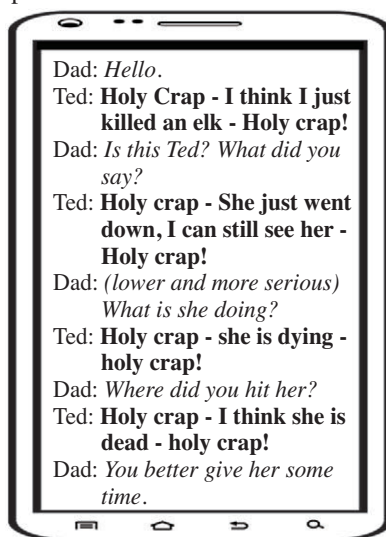 Dad: Hello.
Ted: Holy Crap - I think I just
killed an elk - Holy crap!
Dad: Is this Ted? What did you
say?
Ted: Holy crap - She just went
down, I can still see her -
Holy crap!
Dad: (lower and more serious)
What is she doing?
Ted: Holy crap - she is dying -
holy crap!
Dad: Where did you hit her?
Ted: Holy crap - I think she is
dead - holy crap!
Dad: You better give her some
time.